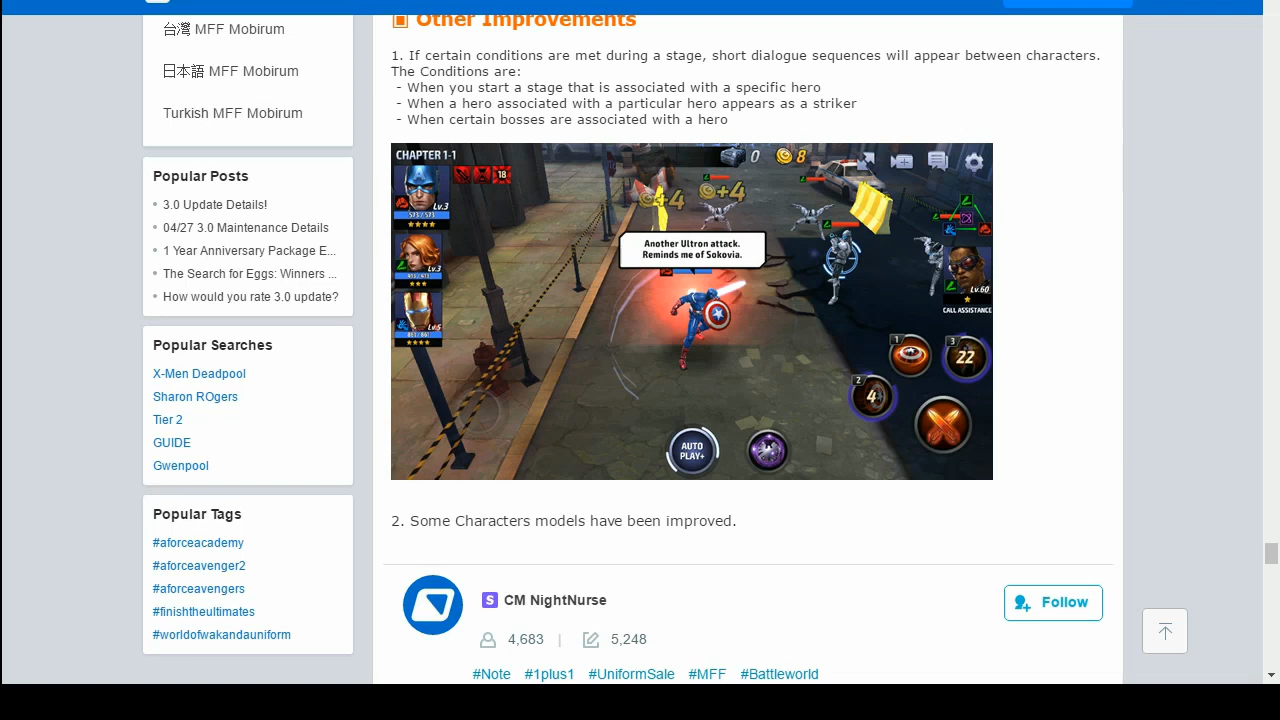 台灣 MFF Mobirum
日本語 MFF Mobirum
Turkish MFF Mobirum
Popular Posts
3.0 Update Details!
04/27 3.0 Maintenance Details
1 Year Anniversary Package E...
The Search for Eggs: Winners ...
How would you rate 3.0 update?
Popular Searches
X-Men Deadpool
Sharon ROgers
Tier 2
GUIDE
Gwenpool
Popular Tags
#aforceacademy
#aforceavenger2
#aforceavengers
#finishtheultimates
#worldofwakandauniform
Other Improvements
1. If certain conditions are met during a stage, short dialogue sequences will appear between characters.
The Conditions are:
- When you start a stage that is associated with a specific hero
- When a hero associated with a particular hero appears as a striker
- When certain bosses are associated with a hero
CHAPTER 1-1
0
8
18
Lv.3
573 / 573
+4
+4
Another Ultron attack.
Reminds me of Sokovia.
Lv.3
Lv.60
CALL ASSISTANCE
Lv.5
1
3
22
2
4
AUTO
PLAY+
2. Some Characters models have been improved.
S CM NightNurse
Follow
4,683 | 5,248
#Note #1plus1 #UniformSale #MFF #Battleworld